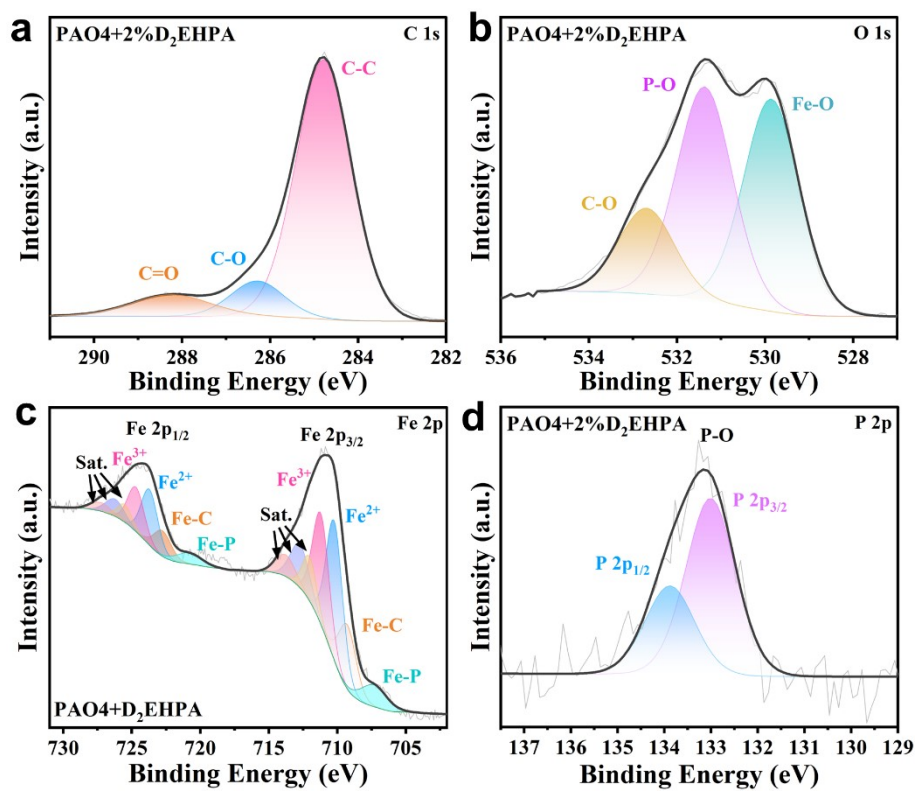 a
PAO4+2%D₂EHPA
C 1s
C-C
C-O
C=O
Intensity (a.u.)
290 288 286 284 282
Binding Energy (eV)
b
PAO4+2%D₂EHPA
O 1s
P-O
Fe-O
C-O
Intensity (a.u.)
536 534 532 530 528
Binding Energy (eV)
c
Fe 2p₁/₂
Fe 2p₃/₂
Fe 2p
Sat.
Fe³⁺
Fe²⁺
Fe-C
Fe-P
Fe³⁺
Sat.
Fe²⁺
Fe-C
Fe-P
PAO4+D₂EHPA
Intensity (a.u.)
730 725 720 715 710 705
Binding Energy (eV)
d
PAO4+2%D₂EHPA
P 2p
P-O
P 2p₃/₂
P 2p₁/₂
Intensity (a.u.)
137 136 135 134 133 132 131 130 129
Binding Energy (eV)